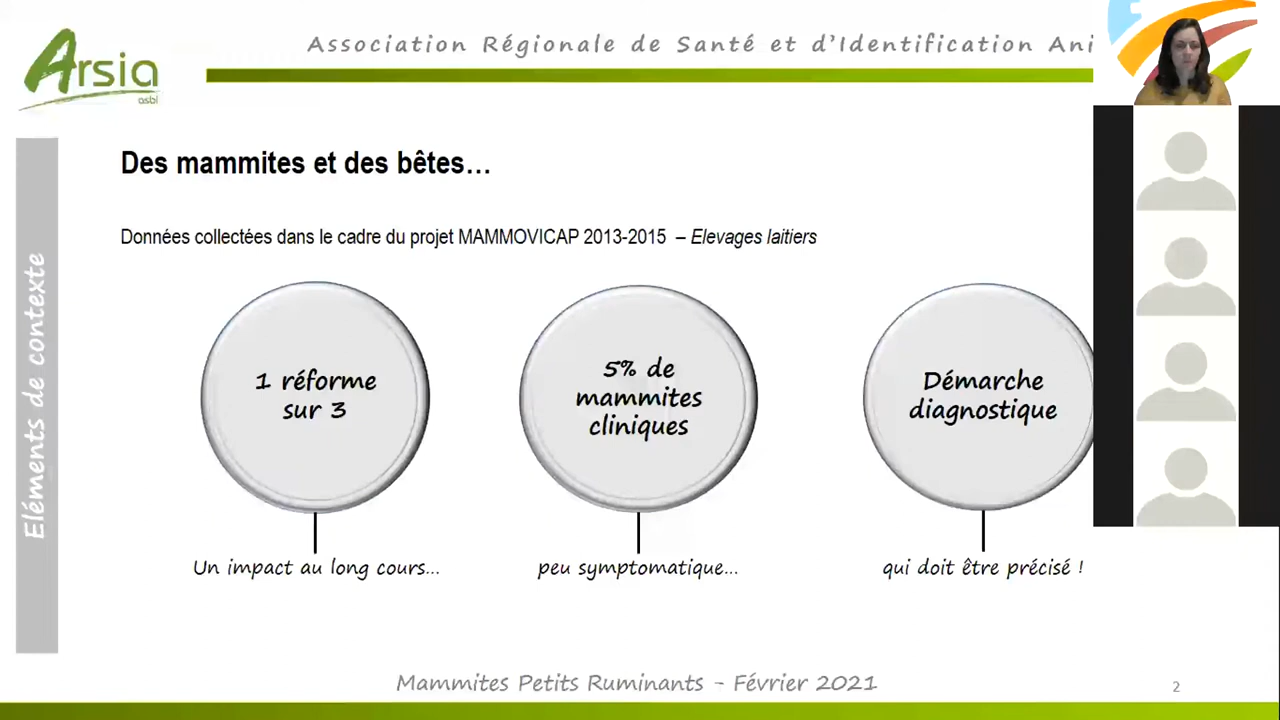 Arsia
asbl
Association Régionale de Santé et d'Identification Ani
Eléments de contexte
Des mammites et des bêtes…
Données collectées dans le cadre du projet MAMMOVICAP 2013-2015 – Elevages laitiers
1 réforme
sur 3
Un impact au long cours…
5% de
mammites
cliniques
peu symptomatique…
Démarche
diagnostique
qui doit être précisé !
Mammites Petits Ruminants - Février 2021
2